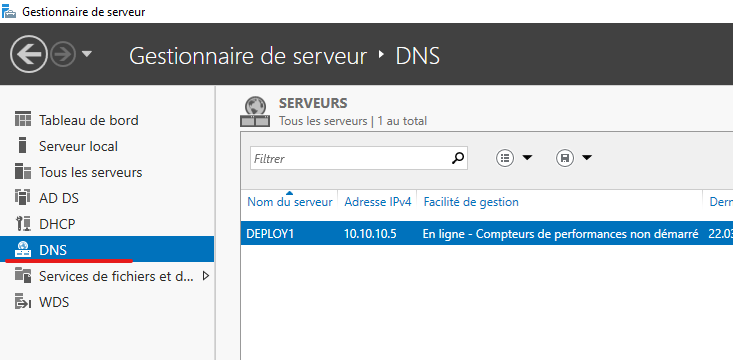 Gestionnaire de serveur
Gestionnaire de serveur ‣ DNS
Tableau de bord
Serveur local
Tous les serveurs
AD DS
DHCP
DNS
Services de fichiers et d...
WDS
SERVEURS
Tous les serveurs | 1 au total
Filtrer
Nom du serveur Adresse IPv4 Facilité de gestion Dern
DEPLOY1 10.10.10.5 En ligne - Compteurs de performances non démarré 22.03